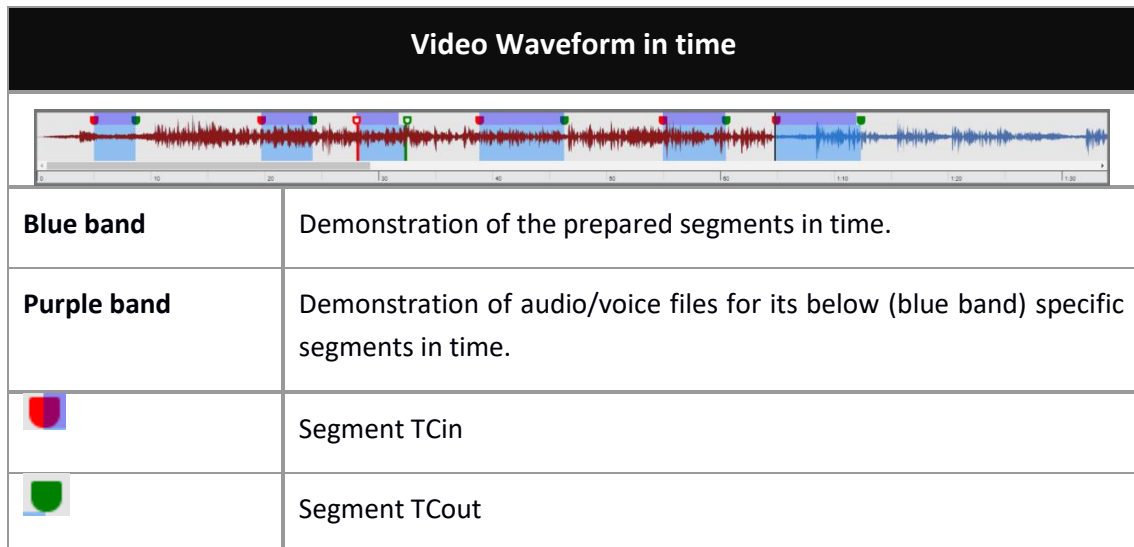 Video Waveform in time
0 10 20 30 40 50 60 1:10 1:20 1:30
Blue band
Demonstration of the prepared segments in time.
Purple band
Demonstration of audio/voice files for its below (blue band) specific
segments in time.
Segment TCin
Segment TCout